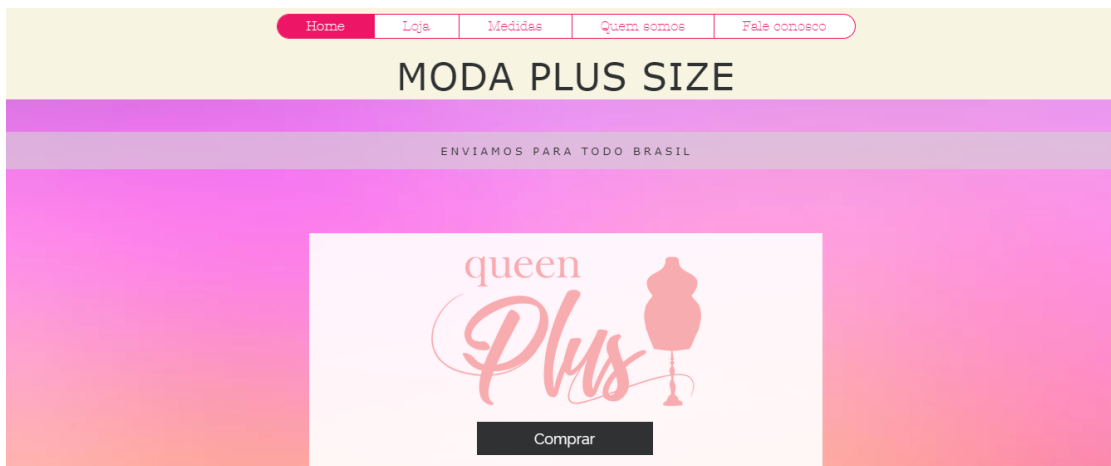 Home Loja Medidas Quem somos Fale conosco
MODA PLUS SIZE
ENVIAMOS PARA TODO BRASIL
queen
Plus
Comprar